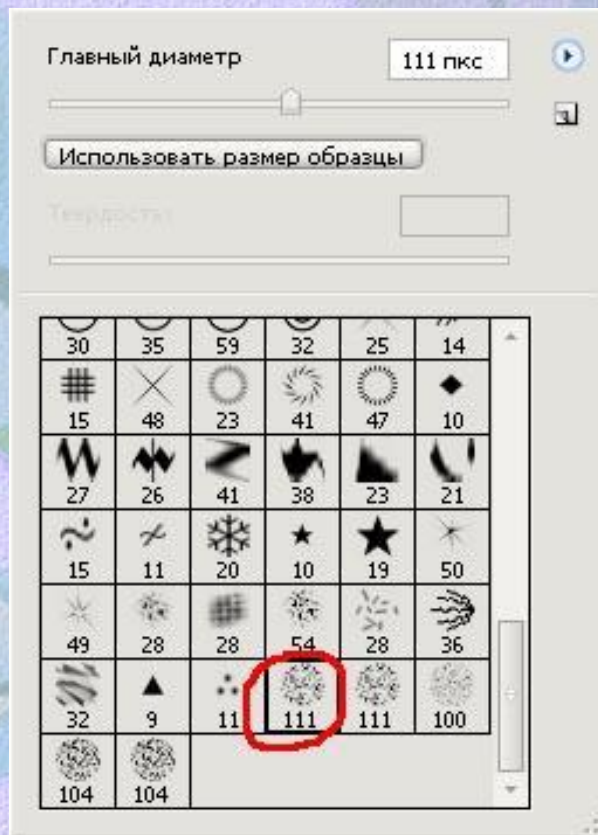 Главный диаметр 111 пкс
Использовать размер образцы
Твердость:
30 35 59 32 25 14
15 48 23 41 47 10
27 26 41 38 23 21
15 11 20 10 19 50
49 28 28 54 28 36
32 9 11 111 111 100
104 104